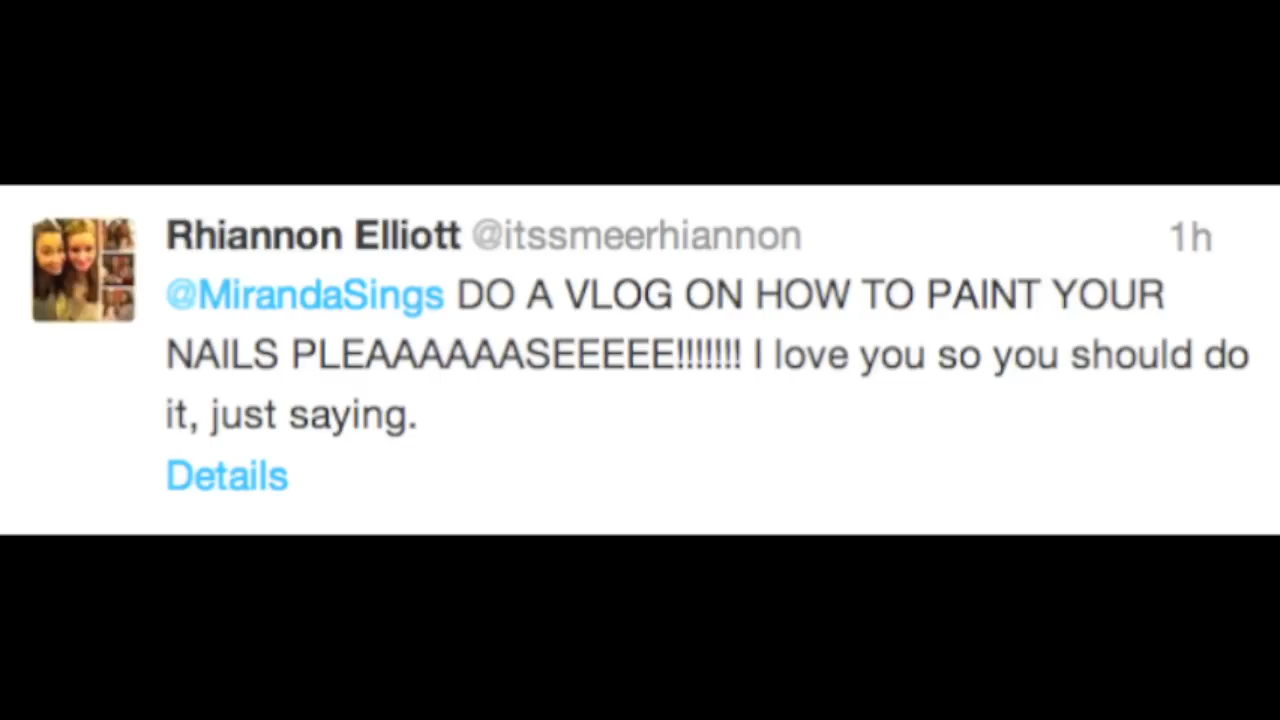 Rhiannon Elliott @itssmeerhiannon 1h
@MirandaSings DO A VLOG ON HOW TO PAINT YOUR
NAILS PLEAAAAAASEEEEE!!!!!!! I love you so you should do
it, just saying.
Details